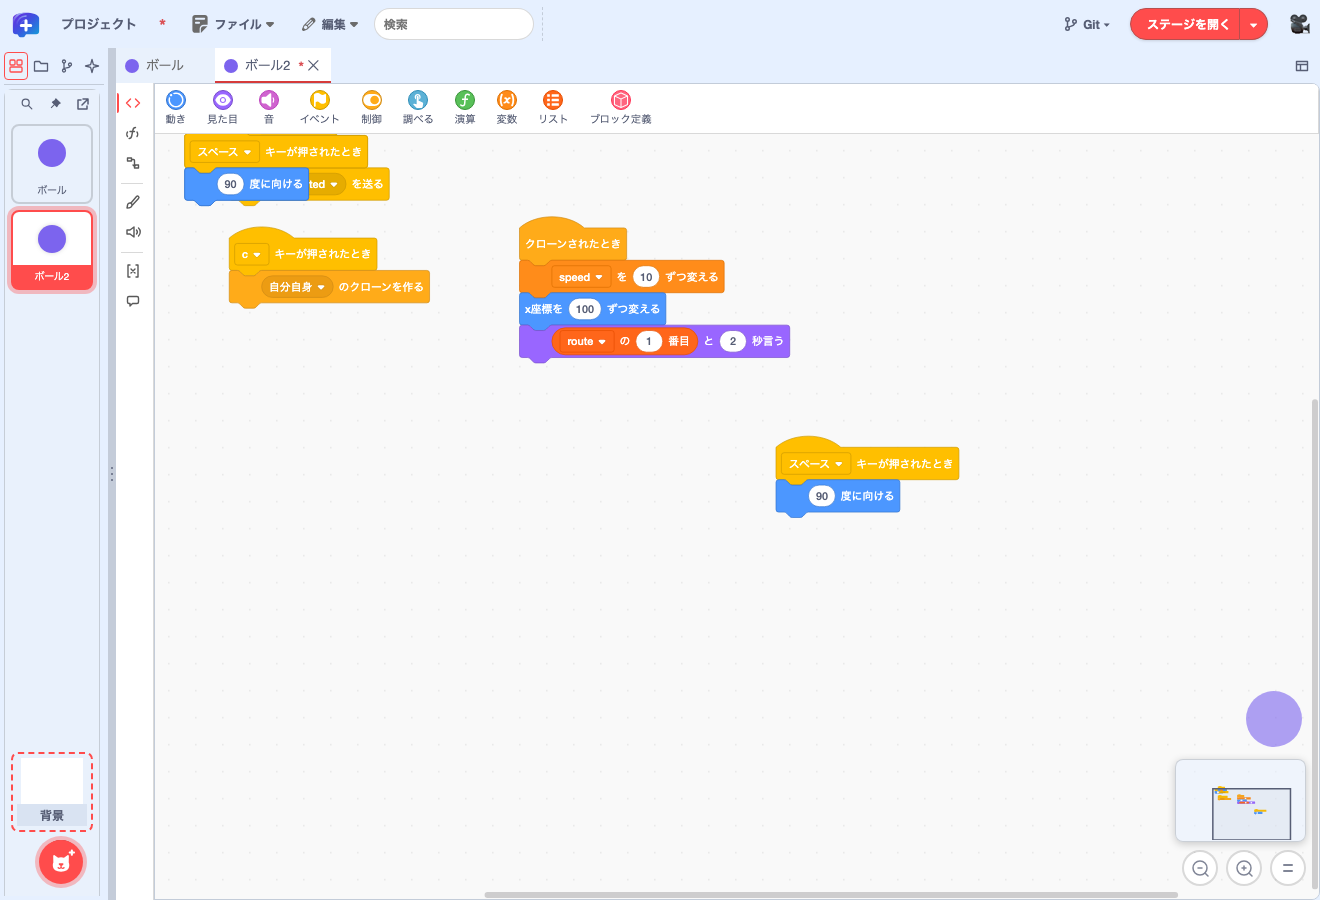 プロジェクト * ファイル 編集 検索 Git ステージを開く
ボール ボール2 *
動き 見た目 音 イベント 制御 調べる 演算 変数 リスト ブロック定義
ボール
ボール2
背景
スペース キーが押されたとき
90 度に向ける ted を送る
c キーが押されたとき
自分自身 のクローンを作る
クローンされたとき
speed を 10 ずつ変える
x座標を 100 ずつ変える
route の 1 番目 と 2 秒言う
スペース キーが押されたとき
90 度に向ける